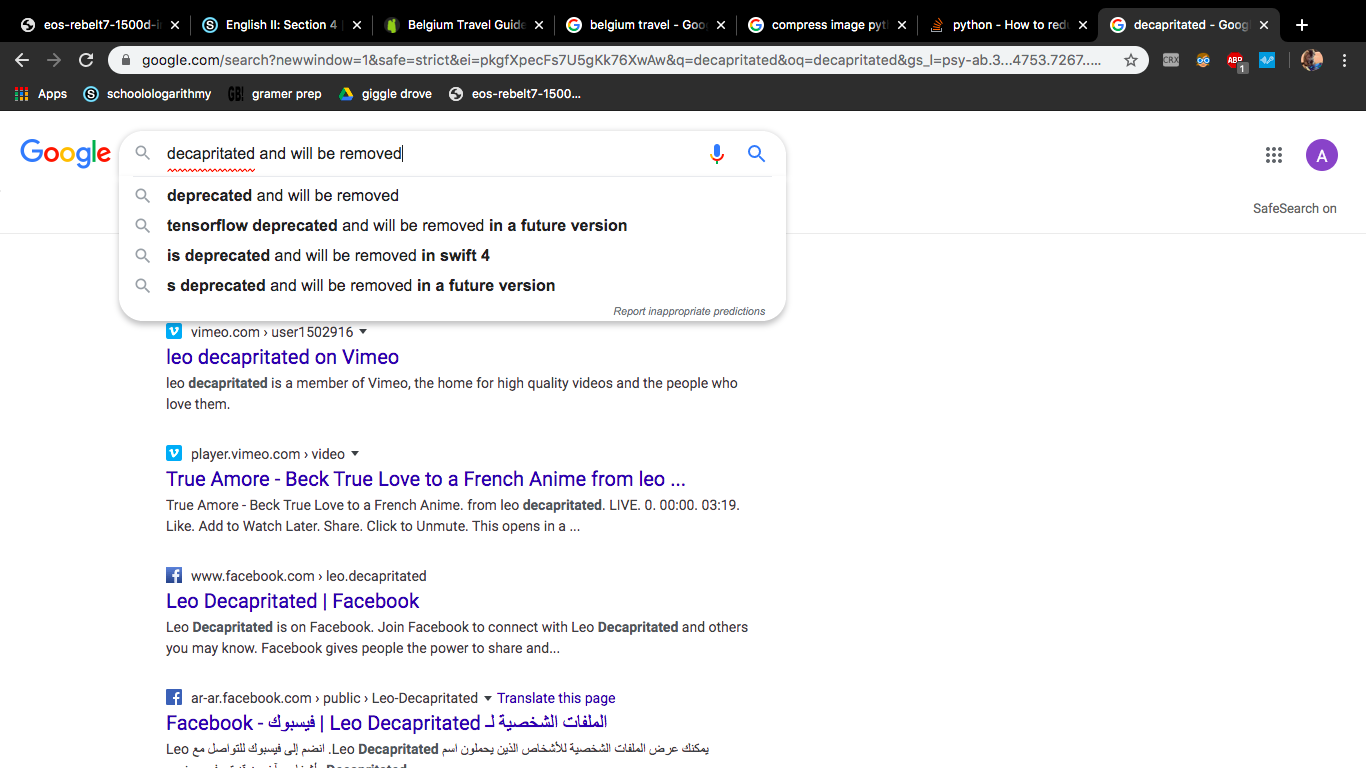 eos-rebelt7-1500d-i
English II: Section 4
Belgium Travel Guide
belgium travel - Goo
compress image pyt
python - How to redu
decapritated - Googl
google.com/search?newwindow=1&safe=strict&ei=pkgfXpecFs7U5gKk76XwAw&q=decapritated&oq=decapritated&gs_l=psy-ab.3...4753.7267......
CRX
ABP
1
Apps
schoolologarithmy
GB!
gramer prep
giggle drove
eos-rebelt7-1500...
Google
decapritated and will be removed
A
deprecated and will be removed
SafeSearch on
tensorflow deprecated and will be removed in a future version
is deprecated and will be removed in swift 4
s deprecated and will be removed in a future version
Report inappropriate predictions
vimeo.com › user1502916
leo decapritated on Vimeo
leo decapritated is a member of Vimeo, the home for high quality videos and the people who
love them.
player.vimeo.com › video
True Amore - Beck True Love to a French Anime from leo ...
True Amore - Beck True Love to a French Anime. from leo decapritated. LIVE. 0. 00:00. 03:19.
Like. Add to Watch Later. Share. Click to Unmute. This opens in a ...
www.facebook.com › leo.decapritated
Leo Decapritated | Facebook
Leo Decapritated is on Facebook. Join Facebook to connect with Leo Decapritated and others
you may know. Facebook gives people the power to share and...
ar-ar.facebook.com › public › Leo-Decapritated Translate this page
الملفات الشخصية لـ Leo Decapritated | فيسبوك - Facebook
يمكنك عرض الملفات الشخصية للأشخاص الذين يحملون اسم Leo Decapritated. انضم إلى فيسبوك للتواصل مع Leo
Decapritated